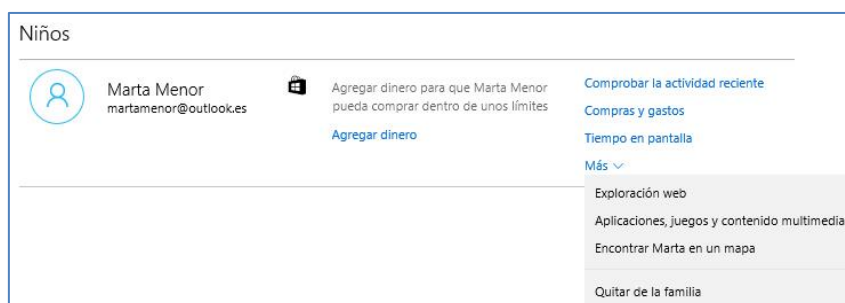 Niños
Marta Menor
martamenor@outlook.es
Agregar dinero para que Marta Menor
pueda comprar dentro de unos límites
Agregar dinero
Comprobar la actividad reciente
Compras y gastos
Tiempo en pantalla
Más
Exploración web
Aplicaciones, juegos y contenido multimedia
Encontrar Marta en un mapa
Quitar de la familia